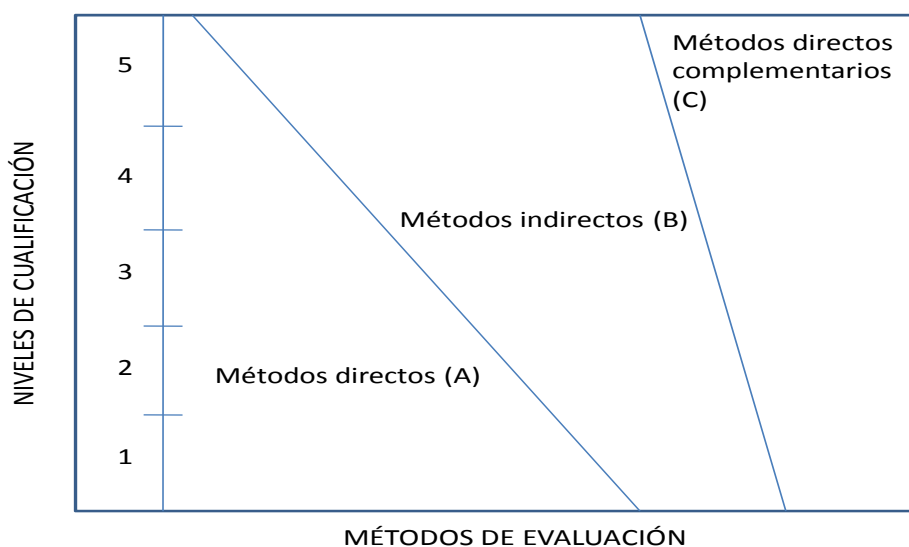 NIVELES DE CUALIFICACIÓN
5
4
3
2
1
Métodos directos
complementarios
(C)
Métodos indirectos (B)
Métodos directos (A)
MÉTODOS DE EVALUACIÓN